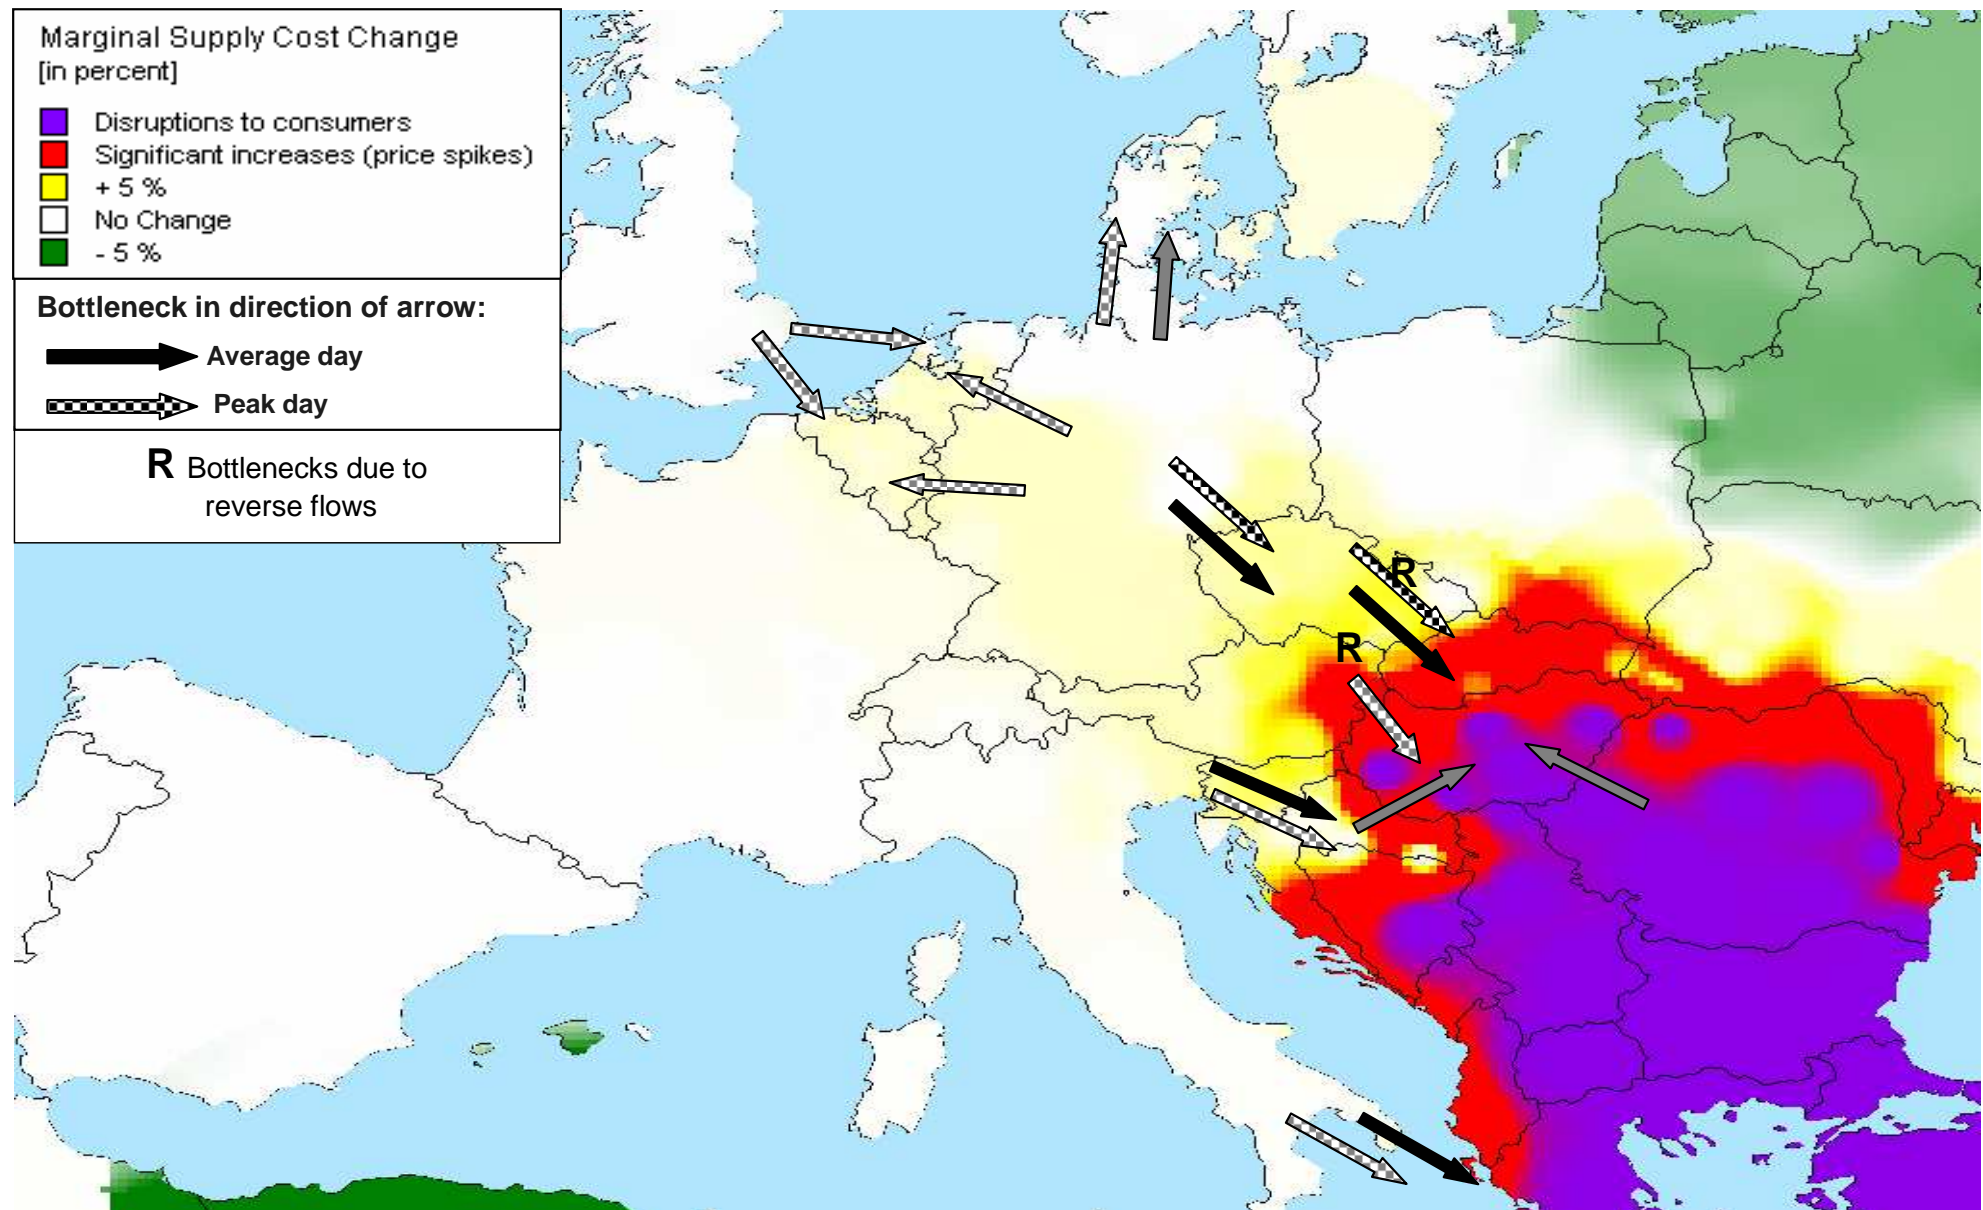 Marginal Supply Cost Change
[in percent]
Disruptions to consumers
Significant increases (price spikes)
+ 5 %
No Change
- 5 %
Bottleneck in direction of arrow:
Average day
Peak day
R Bottlenecks due to
reverse flows
R
R